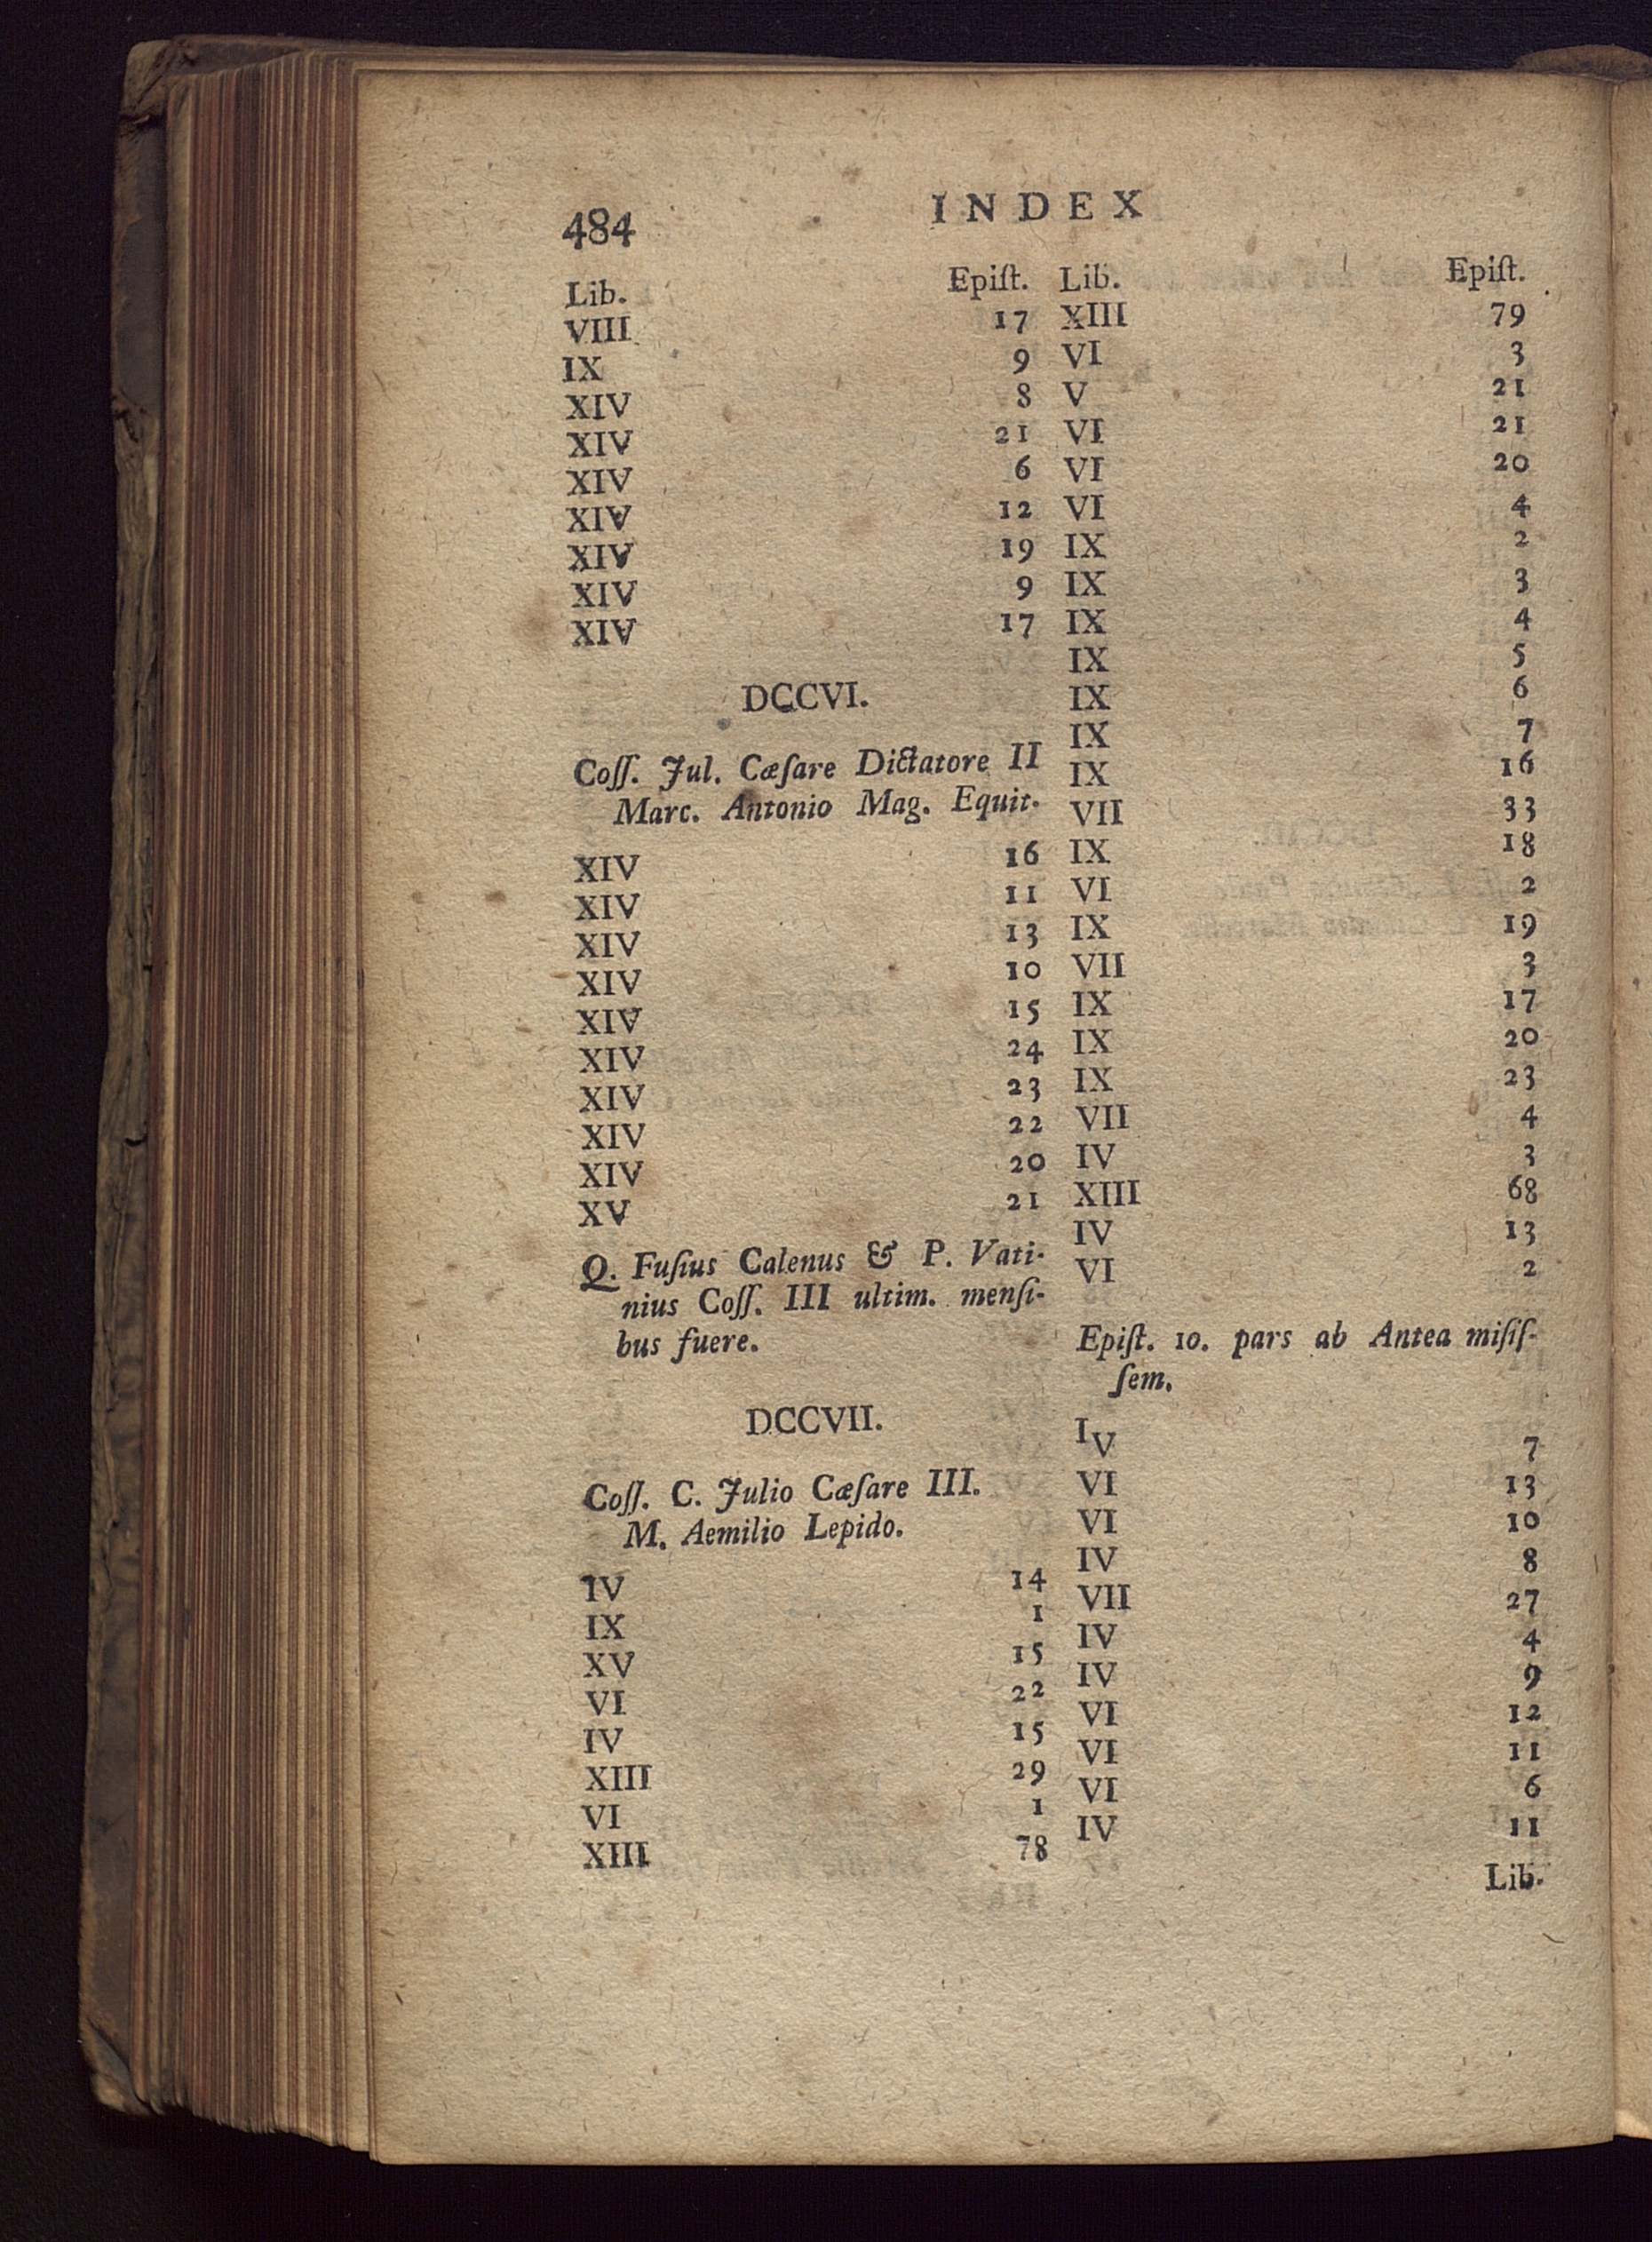 484
INDEX
Lib. Epiſt.
VIII 17
IX 9
XIV 8
XIV 21
XIV 6
XIV 12
XIV 19
XIV 9
XIV 17
DCCVI.
Coſſ. Jul. Cæſare Dictatore II
Marc. Antonio Mag. Equit.
XIV 16
XIV 11
XIV 13
XIV 10
XIV 15
XIV 24
XIV 23
XIV 22
XIV 20
XV 21
Q. Fuſius Calenus & P. Vati-
nius Coſſ. III ultim. menſi-
bus fuere.
DCCVII.
Coſſ. C. Julio Cæſare III.
M. Aemilio Lepido.
IV 14
IX 1
XV 15
VI 22
IV 15
XIII 29
VI 1
XIII 78
Lib. Epiſt.
XIII 79
VI 3
V 21
VI 21
VI 20
VI 4
IX 2
IX 3
IX 4
IX 5
IX 6
IX 7
IX 16
VII 33
IX 18
VI 2
IX 19
VII 3
IX 17
IX 20
IX 23
VII 4
IV 3
XIII 68
IV 13
VI 2
Epiſt. 10. pars ab Antea miſiſ-
ſem.
IV 7
VI 13
VI 10
IV 8
VII 27
IV 4
IV 9
VI 12
VI 11
VI 6
IV 11
Lib.